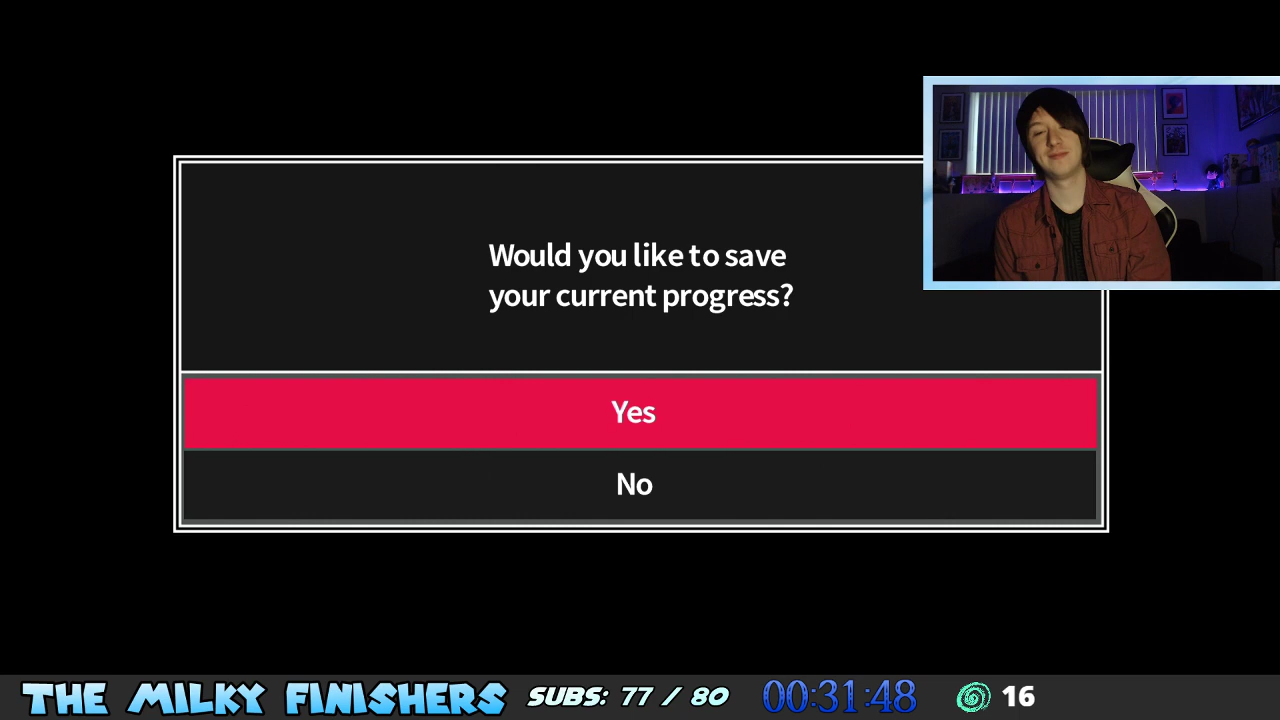 Would you like to save
your current progress?
Yes
No
THE MILKY FINISHERS SUBS: 77 / 80 00:31:48 16